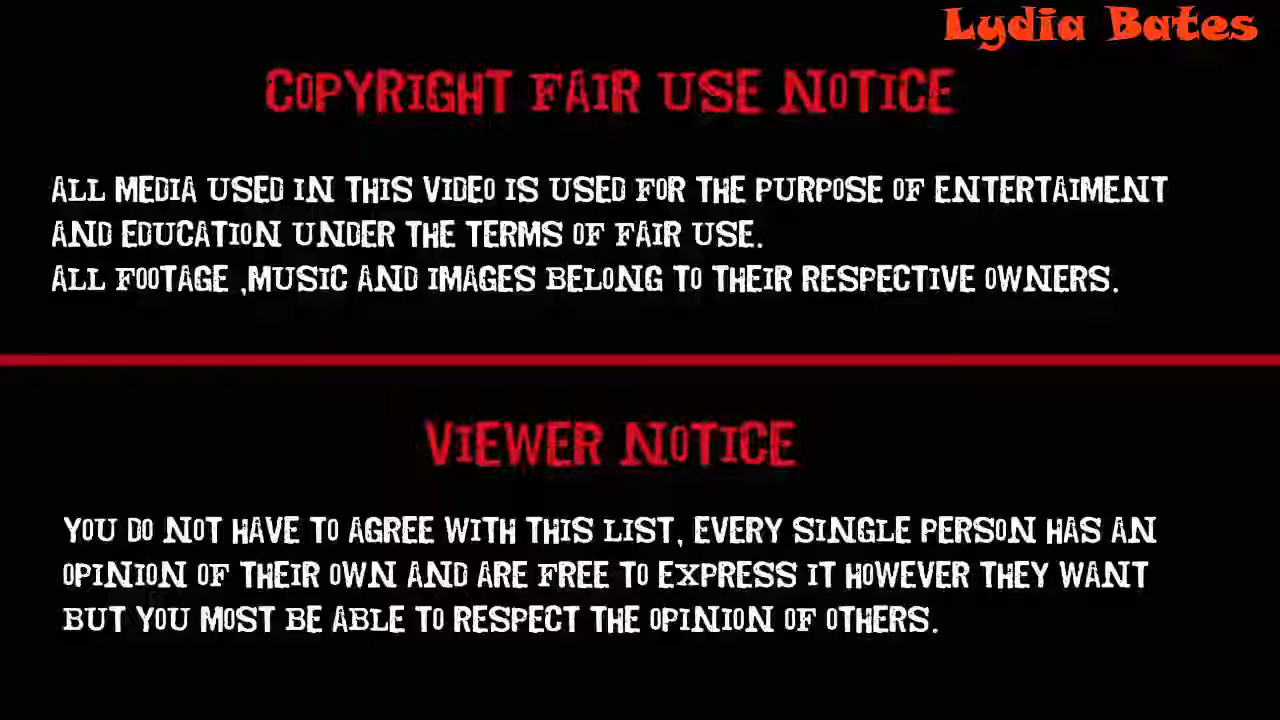 Lydia Bates
COPYRIGHT FAIR USE NOTICE
ALL MEDIA USED IN THIS VIDEO IS USED FOR THE PURPOSE OF ENTERTAIMENT
AND EDUCATION UNDER THE TERMS OF FAIR USE.
ALL FOOTAGE ,MUSIC AND IMAGES BELONG TO THEIR RESPECTIVE OWNERS.
VIEWER NOTICE
YOU DO NOT HAVE TO AGREE WITH THIS LIST, EVERY SINGLE PERSON HAS AN
OPINION OF THEIR OWN AND ARE FREE TO EXPRESS IT HOWEVER THEY WANT
BUT YOU MOST BE ABLE TO RESPECT THE OPINION OF OTHERS.